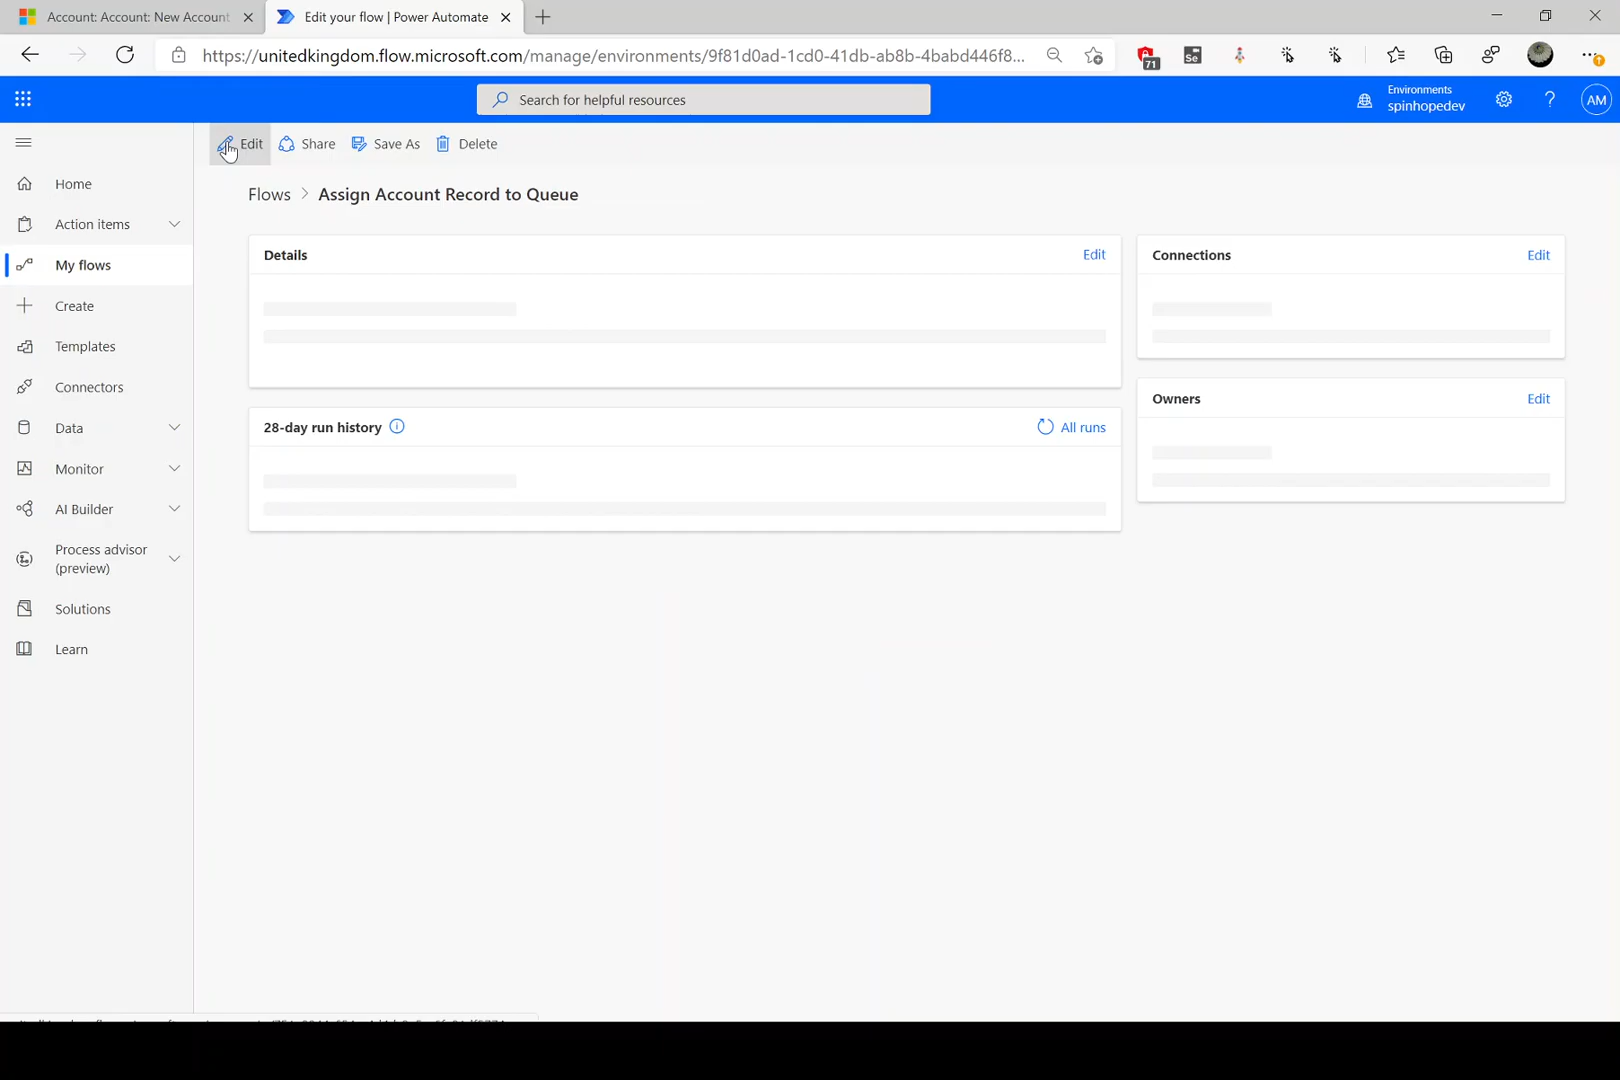 Account: Account: New Account
Edit your flow | Power Automate
https://unitedkingdom.flow.microsoft.com/manage/environments/9f81d0ad-1cd0-41db-ab8b-4babd446f8...
71
Se
Search for helpful resources
Environments
spinhopedev
?
AM
Edit
Share
Save As
Delete
Home
Action items
My flows
Create
Templates
Connectors
Data
Monitor
AI Builder
Process advisor
(preview)
Solutions
Learn
Flows > Assign Account Record to Queue
Details
Edit
Connections
Edit
28-day run history
All runs
Owners
Edit